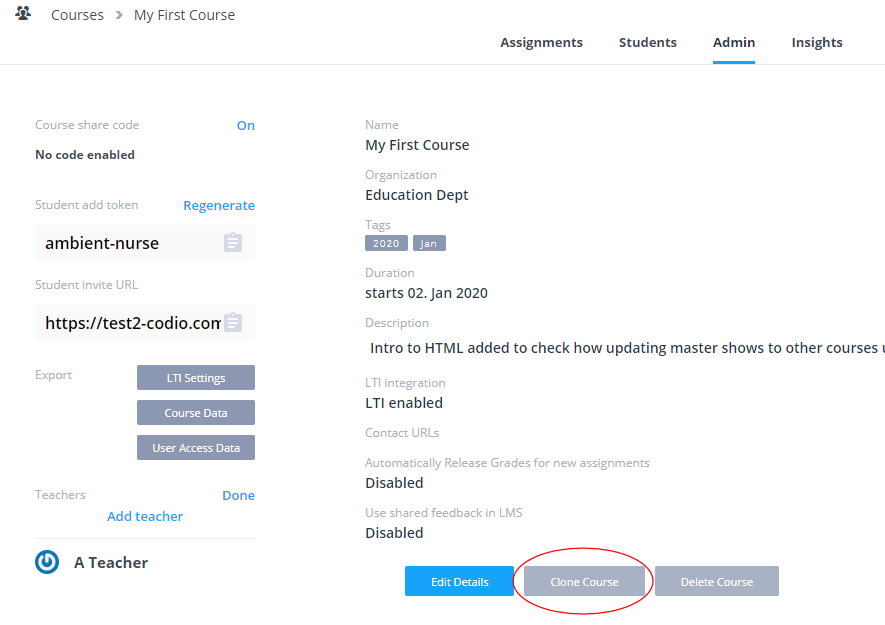 Courses > My First Course
Assignments Students Admin Insights
Course share code On
No code enabled
Student add token Regenerate
ambient-nurse
Student invite URL
https://test2-codio.com
Export
LTI Settings
Course Data
User Access Data
Teachers Done
Add teacher
A Teacher
Name
My First Course
Organization
Education Dept
Tags
2020 Jan
Duration
starts 02. Jan 2020
Description
Intro to HTML added to check how updating master shows to other courses
LTI integration
LTI enabled
Contact URLs
Automatically Release Grades for new assignments
Disabled
Use shared feedback in LMS
Disabled
Edit Details Clone Course Delete Course